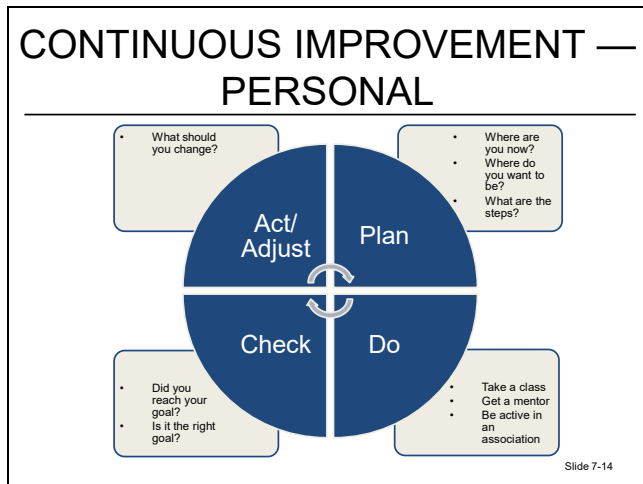 CONTINUOUS IMPROVEMENT —
PERSONAL
• What should
you change?
• Where are
you now?
• Where do
you want to
be?
• What are the
steps?
Act/
Adjust
Plan
Check
Do
• Did you
reach your
goal?
• Is it the right
goal?
• Take a class
• Get a mentor
• Be active in
an
association
Slide 7-14